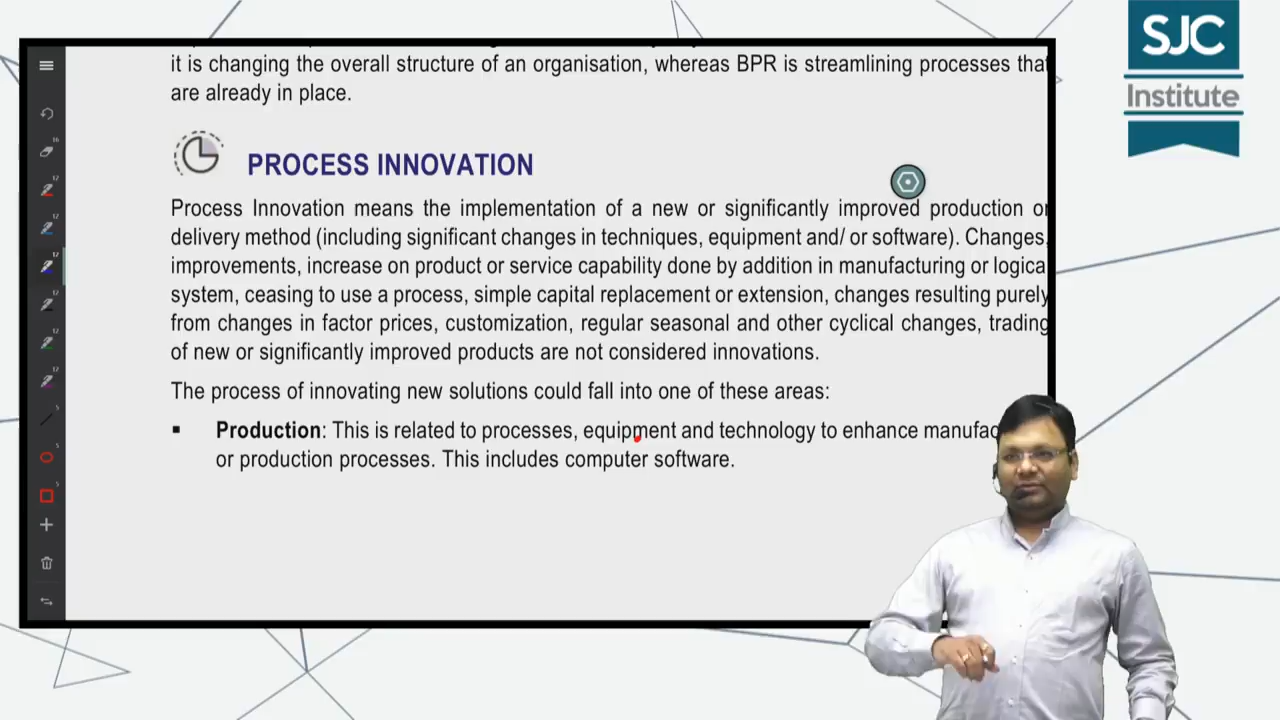 SJC
Institute
it is changing the overall structure of an organisation, whereas BPR is streamlining processes that
are already in place.
PROCESS INNOVATION
Process Innovation means the implementation of a new or significantly improved production or
delivery method (including significant changes in techniques, equipment and/ or software). Changes,
improvements, increase on product or service capability done by addition in manufacturing or logica
system, ceasing to use a process, simple capital replacement or extension, changes resulting purely
from changes in factor prices, customization, regular seasonal and other cyclical changes, trading
of new or significantly improved products are not considered innovations.
The process of innovating new solutions could fall into one of these areas:
▪ Production: This is related to processes, equipment and technology to enhance manufac
or production processes. This includes computer software.